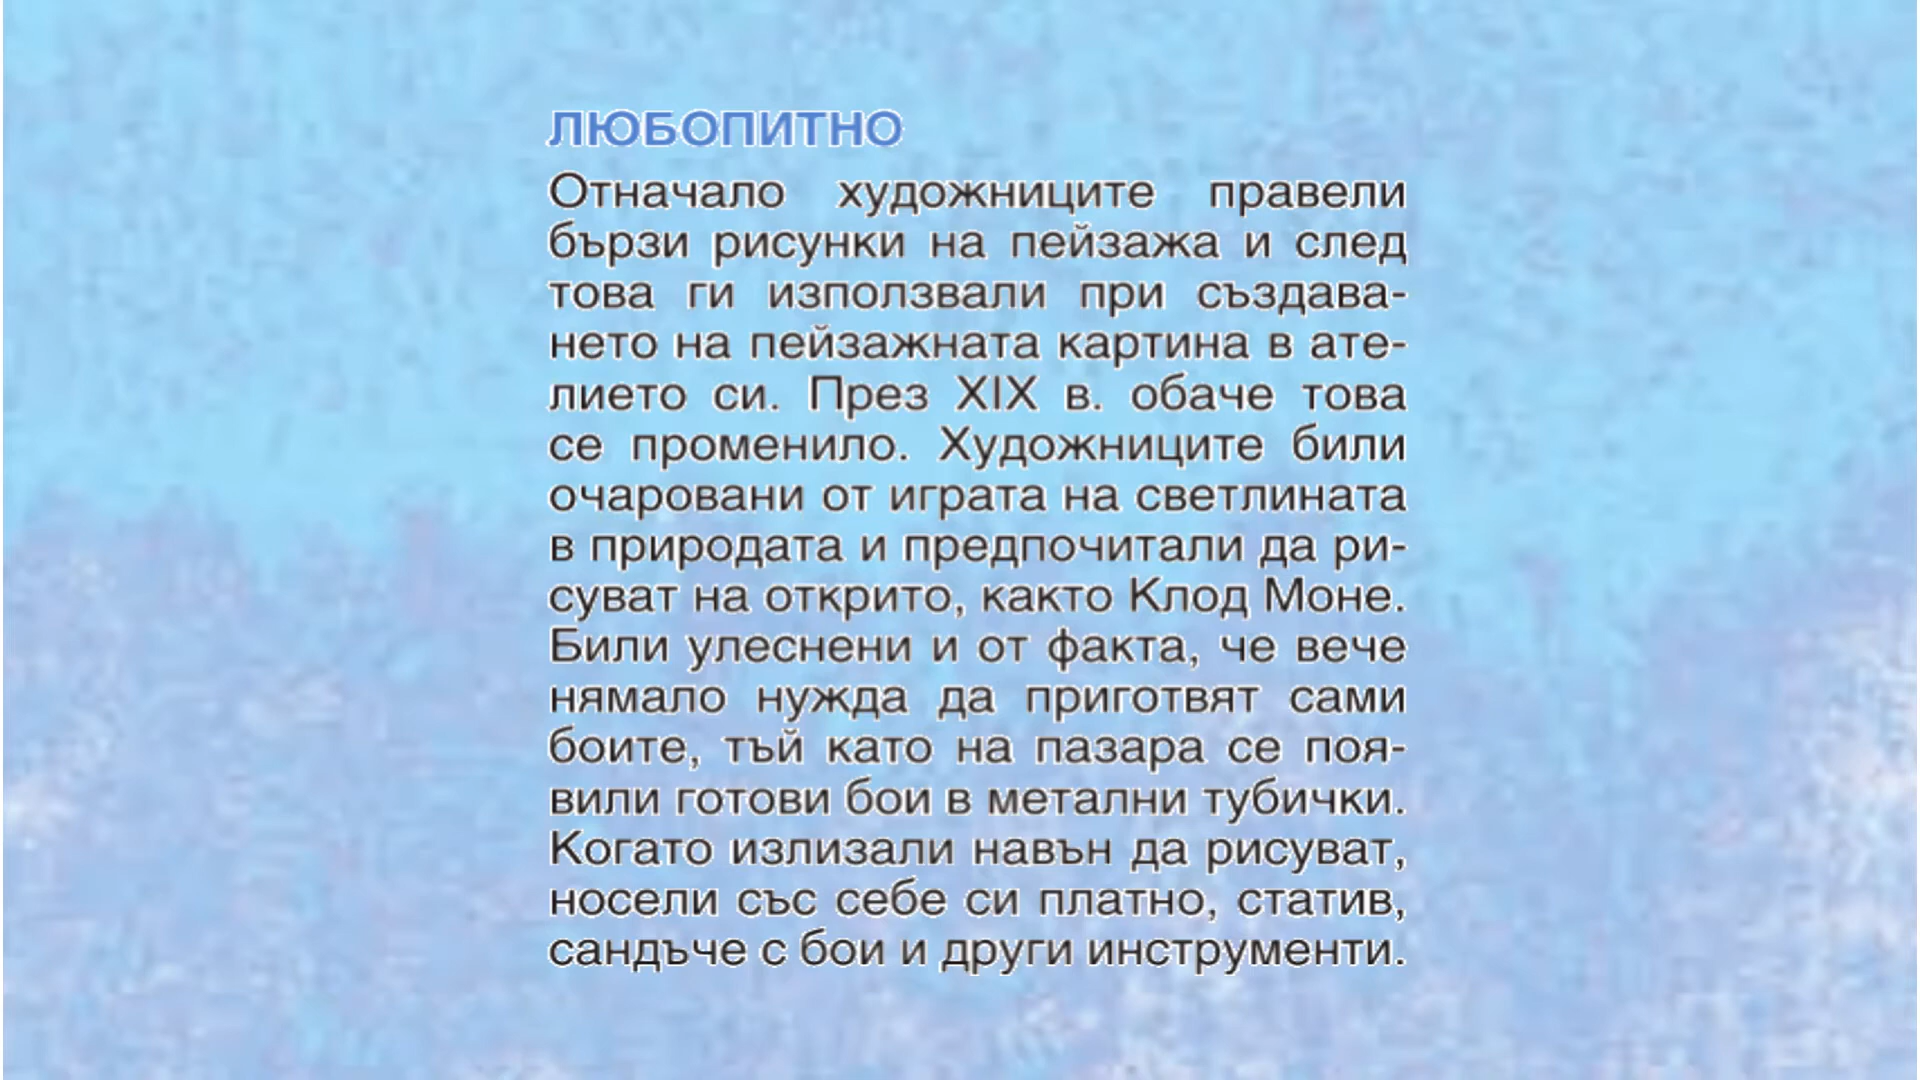 ЛЮБОПИТНО
Отначало художниците правели
бързи рисунки на пейзажа и след
това ги използвали при създава-
нето на пейзажната картина в ате-
лието си. През XIX в. обаче това
се променило. Художниците били
очаровани от играта на светлината
в природата и предпочитали да ри-
суват на открито, както Клод Моне.
Били улеснени и от факта, че вече
нямало нужда да приготвят сами
боите, тъй като на пазара се поя-
вили готови бои в метални тубички.
Когато излизали навън да рисуват,
носели със себе си платно, статив,
сандъче с бои и други инструменти.